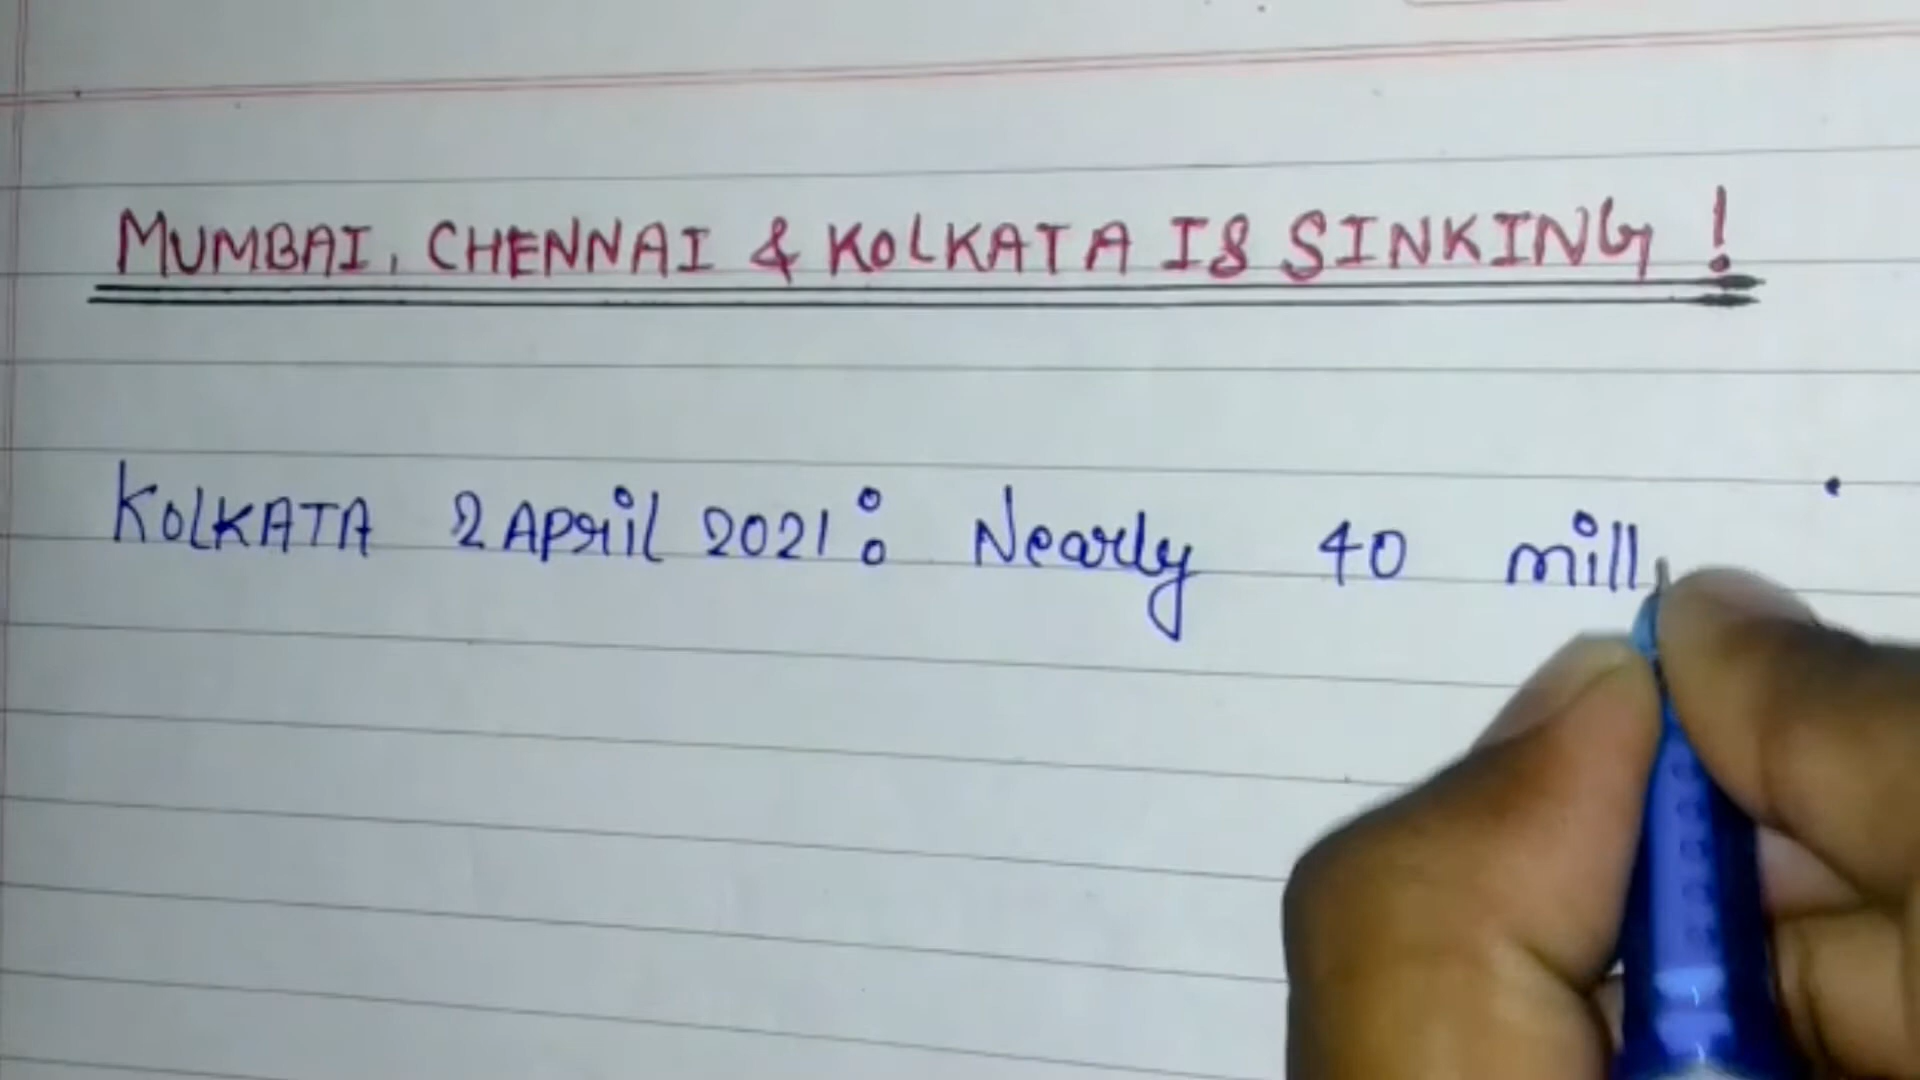 MUMBAI, CHENNAI & KOLKATA IS SINKING !
KOLKATA 2 April 2021: Nearly 40 mill